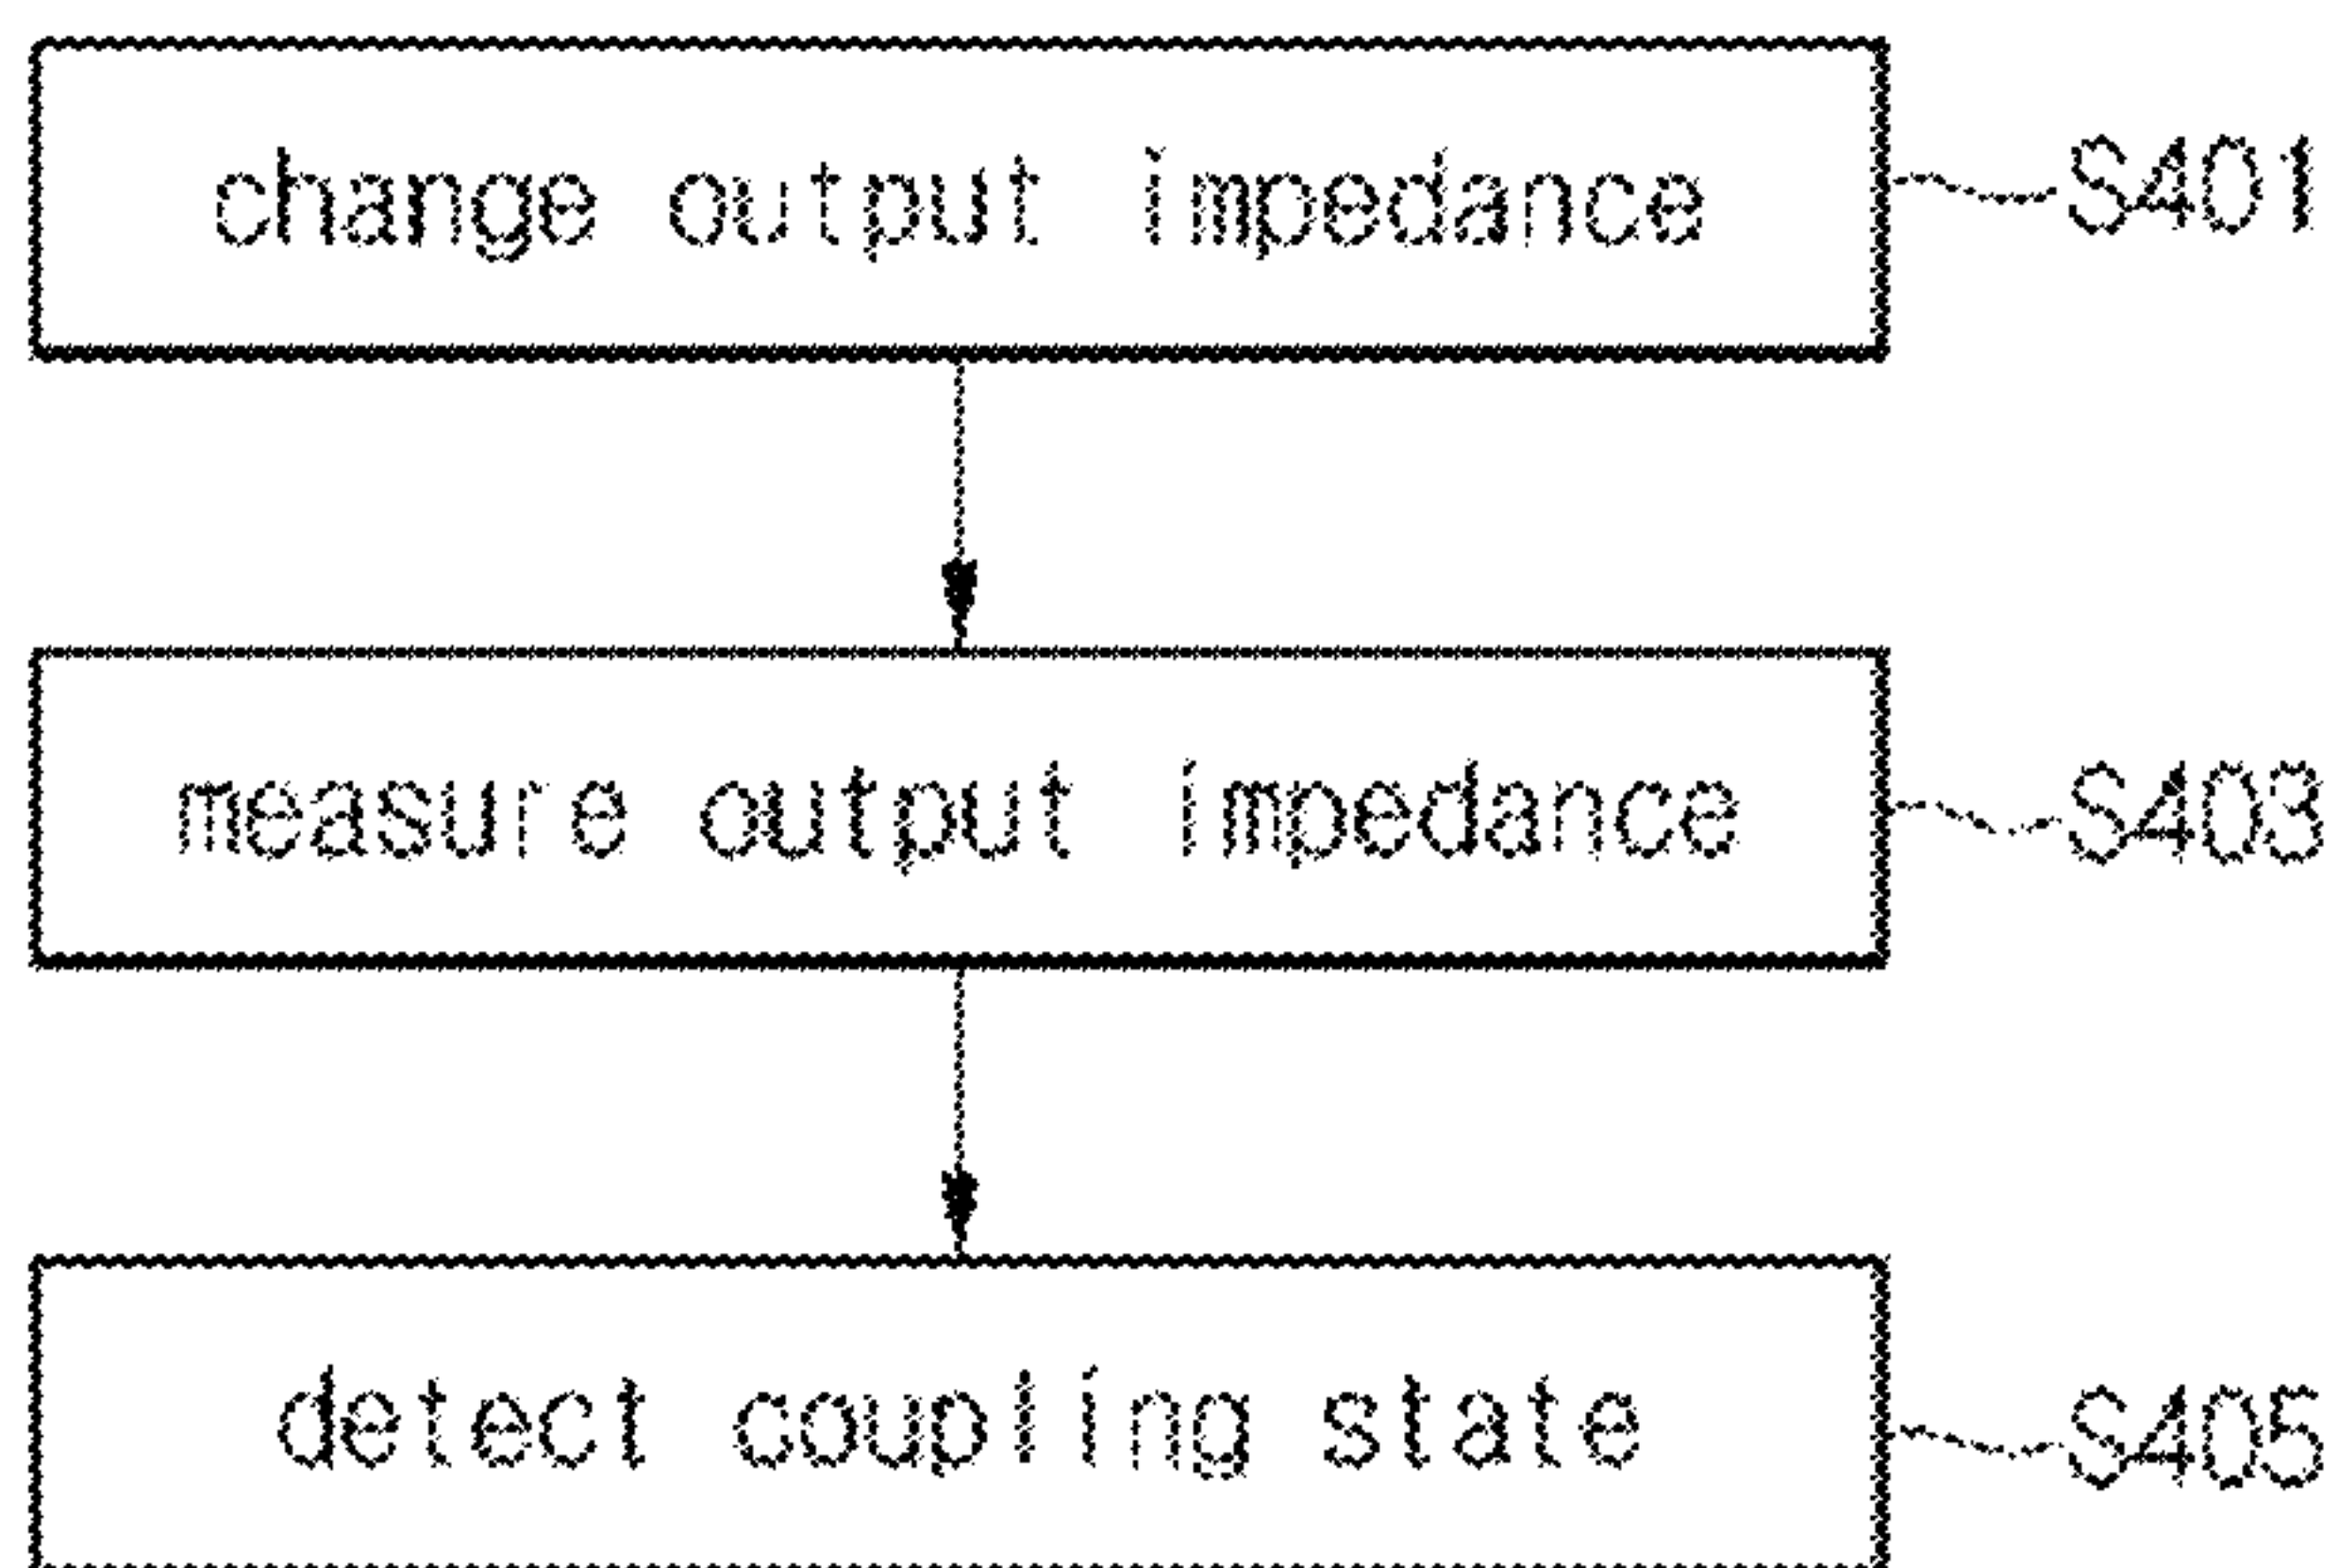 change output impedance
S401
measure output impedance
S403
detect coupling state
S405